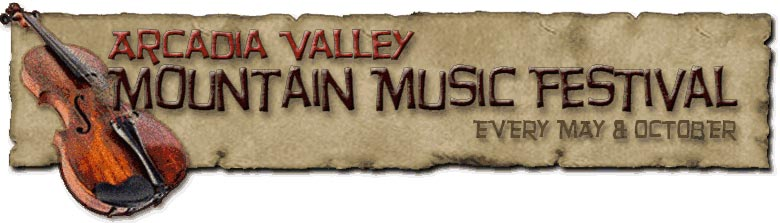 ARCADIA VALLEY
MOUNTAIN MUSIC FESTIVAL
EVERY MAY & OCTOBER